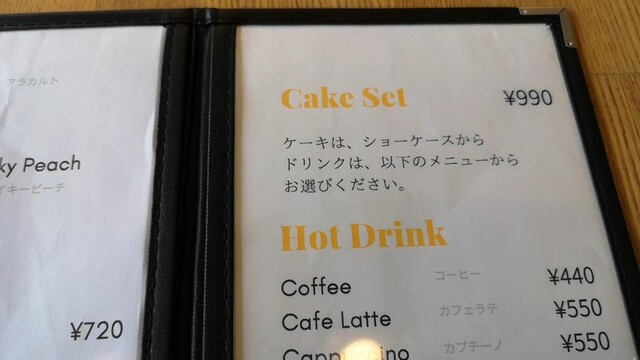 アラカルト
ky Peach
イキーピーチ
¥720
Cake Set ¥990
ケーキは、ショーケースから
ドリンクは、以下のメニューから
お選びください。
Hot Drink
Coffee コーヒー ¥440
Cafe Latte カフェラテ ¥550
Cappuccino カプチーノ ¥550